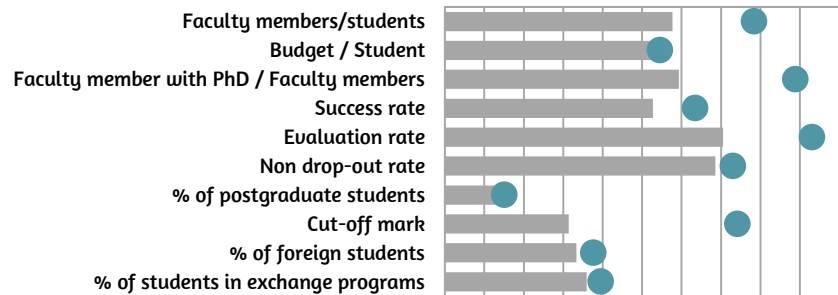 Faculty members/students
Budget / Student
Faculty member with PhD / Faculty members
Success rate
Evaluation rate
Non drop-out rate
% of postgraduate students
Cut-off mark
% of foreign students
% of students in exchange programs